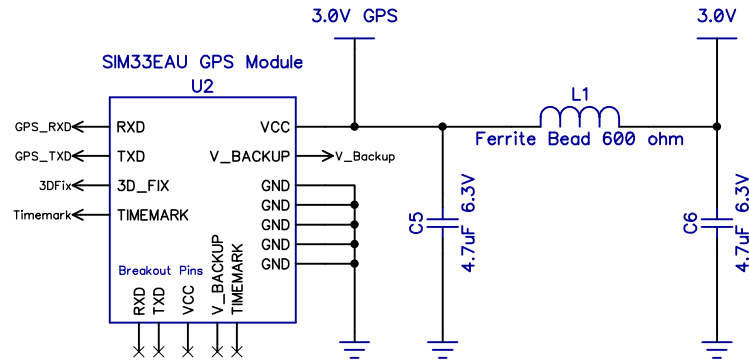 3.0V GPS
3.0V
SIM33EAU GPS Module
U2
L1
Ferrite Bead 600 ohm
GPS_RXD
RXD
VCC
GPS_TXD
TXD
V_BACKUP
V_Backup
3DFix
3D_FIX
GND
Timemark
TIMEMARK
GND
GND
GND
GND
Breakout Pins
RXD
TXD
VCC
V_BACKUP
TIMEMARK
C5
4.7uF 6.3V
C6
4.7uF 6.3V